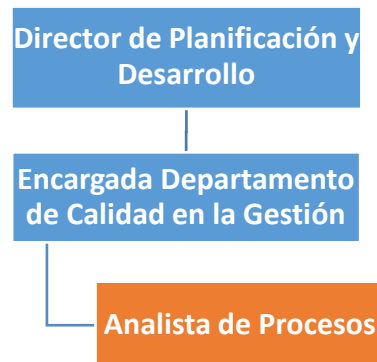 Director de Planificación y
Desarrollo
Encargada Departamento
de Calidad en la Gestión
Analista de Procesos